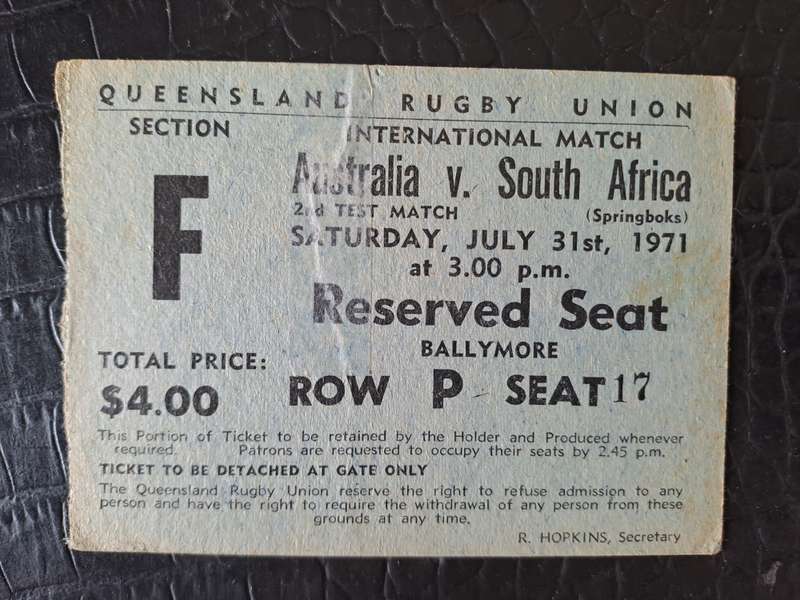 QUEENSLAND RUGBY UNION
SECTION
F
INTERNATIONAL MATCH
Australia v. South Africa
2nd TEST MATCH (Springboks)
SATURDAY, JULY 31st, 1971
at 3.00 p.m.
Reserved Seat
BALLYMORE
TOTAL PRICE:
$4.00
ROW P - SEAT 17
This Portion of Ticket to be retained by the Holder and Produced whenever
required. Patrons are requested to occupy their seats by 2.45 p.m.
TICKET TO BE DETACHED AT GATE ONLY
The Queensland Rugby Union reserve the right to refuse admission to any
person and have the right to require the withdrawal of any person from these
grounds at any time.
R. HOPKINS, Secretary